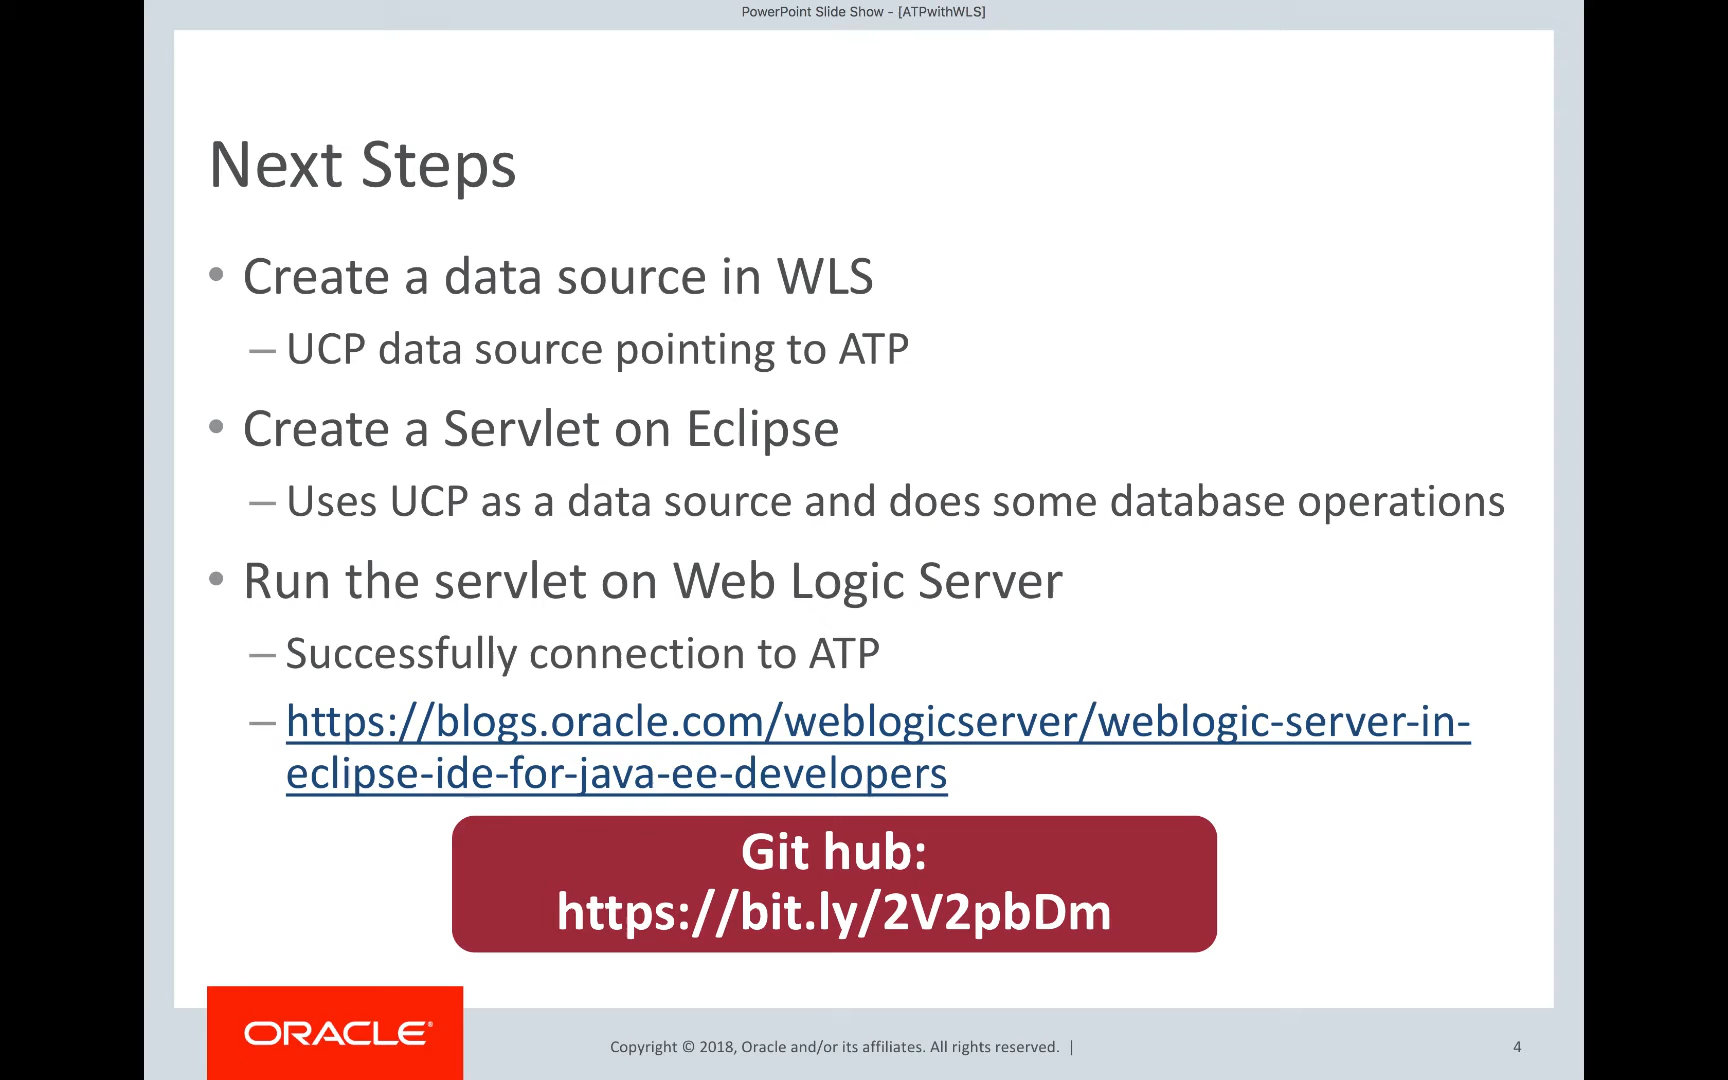 PowerPoint Slide Show - [ATPwithWLS]
Next Steps
• Create a data source in WLS
– UCP data source pointing to ATP
• Create a Servlet on Eclipse
– Uses UCP as a data source and does some database operations
• Run the servlet on Web Logic Server
– Successfully connection to ATP
– https://blogs.oracle.com/weblogicserver/weblogic-server-in-
eclipse-ide-for-java-ee-developers
Git hub:
https://bit.ly/2V2pbDm
ORACLE®
Copyright © 2018, Oracle and/or its affiliates. All rights reserved. |
4